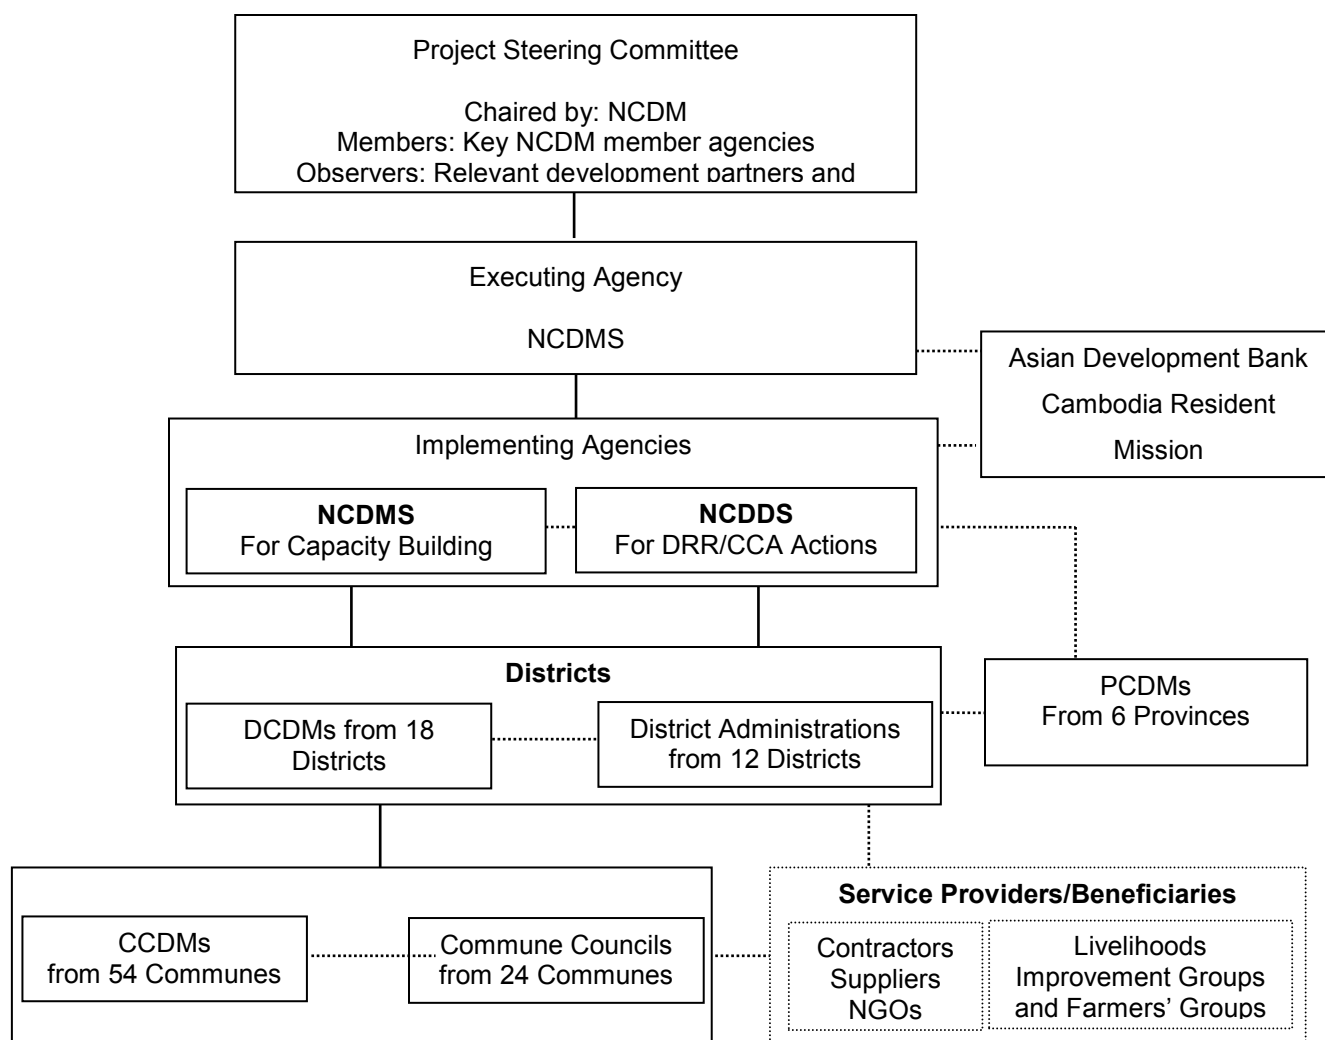 Project Steering Committee
Chaired by: NCDM
Members: Key NCDM member agencies
Observers: Relevant development partners and
Executing Agency
NCDMS
Asian Development Bank
Cambodia Resident
Mission
Implementing Agencies
NCDMS
For Capacity Building
NCDDS
For DRR/CCA Actions
Districts
DCDMs from 18
Districts
District Administrations
from 12 Districts
PCDMs
From 6 Provinces
CCDMs
from 54 Communes
Commune Councils
from 24 Communes
Service Providers/Beneficiaries
Contractors
Suppliers
NGOs
Livelihoods
Improvement Groups
and Farmers’ Groups